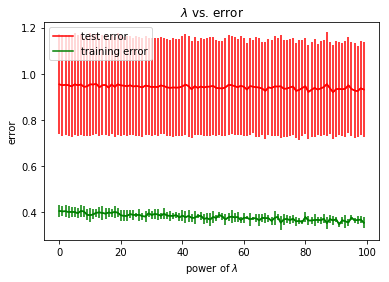 λ vs. error
test error
training error
error
1.2
1.0
0.8
0.6
0.4
0 20 40 60 80 100
power of λ